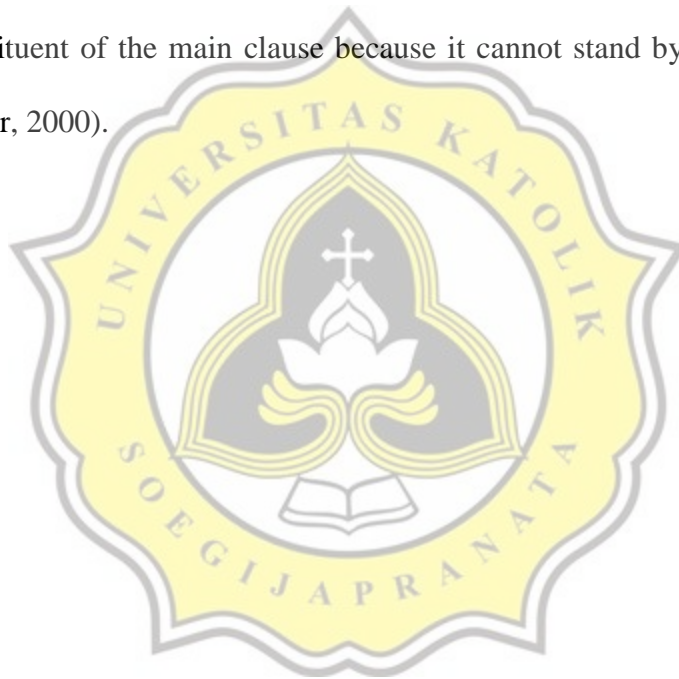 ituent of the main clause because it cannot stand by
r, 2000).
UNIVERSITAS KATOLIK
SOEGIJAPRANATA